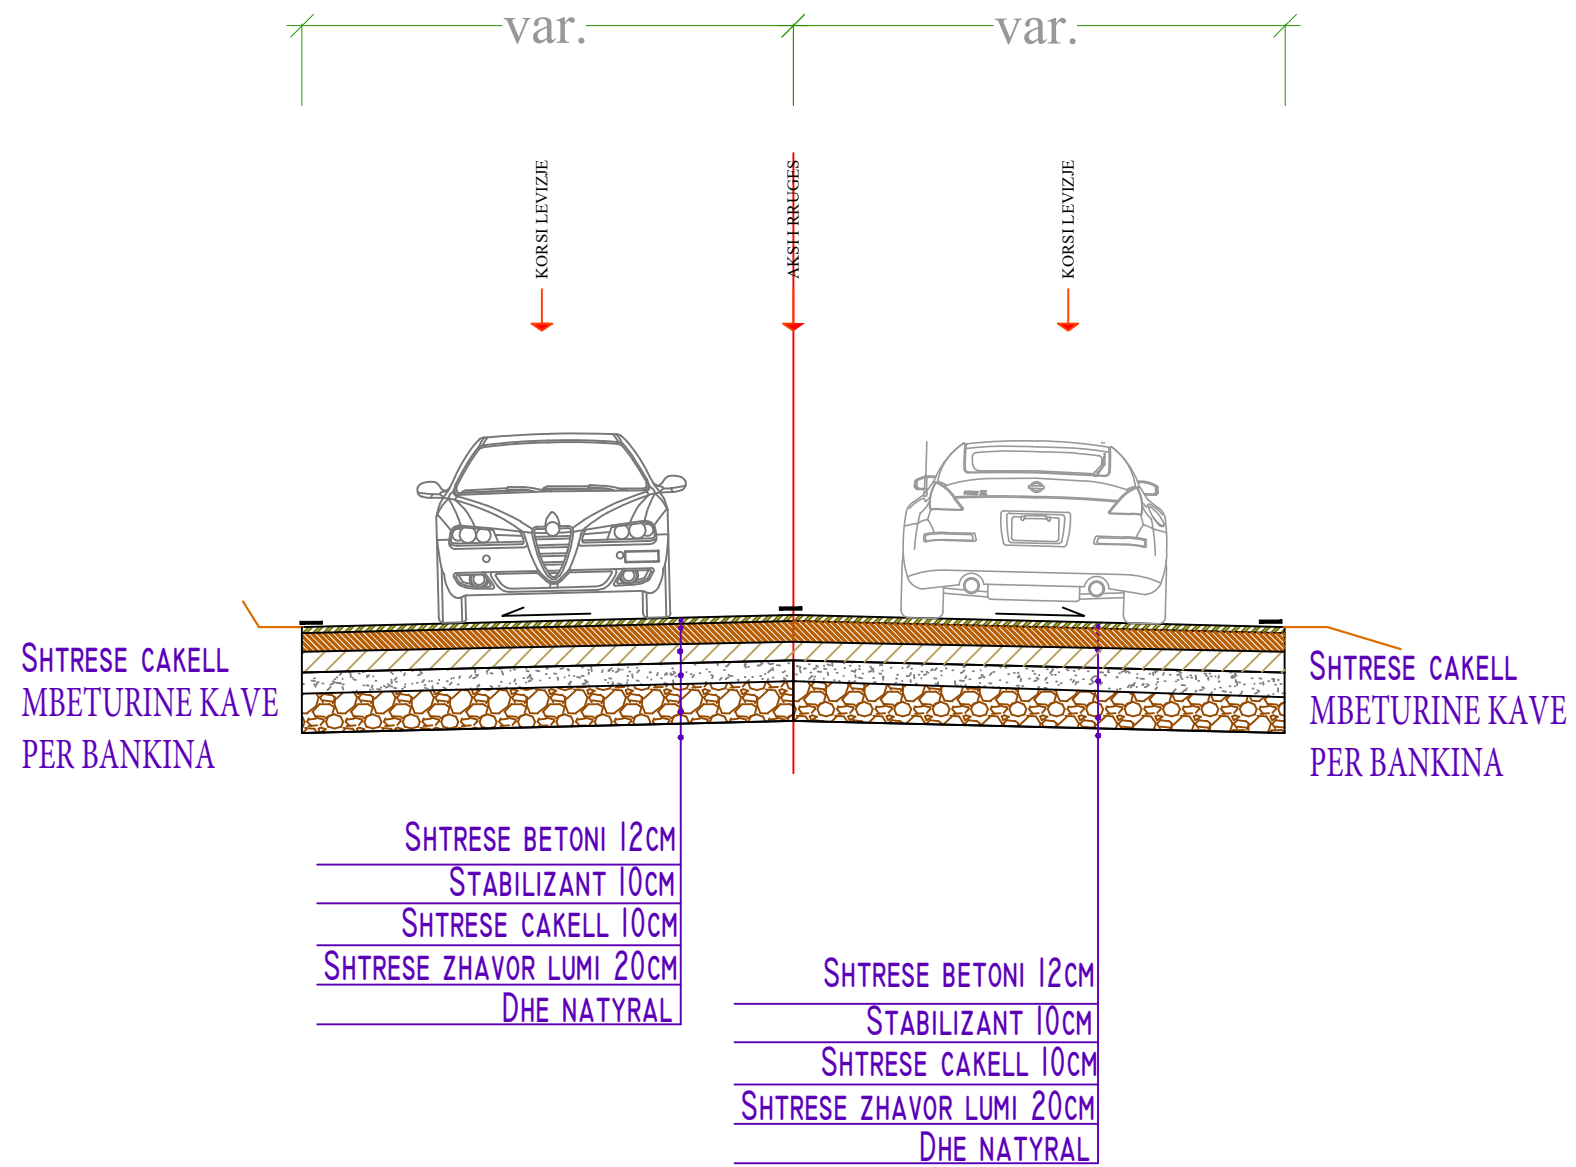 var.
var.
KORSI LEVIZJE
AKSI I RRUGES
KORSI LEVIZJE
SHTRESE CAKELL
MBETURINE KAVE
PER BANKINA
SHTRESE CAKELL
MBETURINE KAVE
PER BANKINA
SHTRESE BETONI 12CM
STABILIZANT 10CM
SHTRESE CAKELL 10CM
SHTRESE ZHAVOR LUMI 20CM
DHE NATYRAL
SHTRESE BETONI 12CM
STABILIZANT 10CM
SHTRESE CAKELL 10CM
SHTRESE ZHAVOR LUMI 20CM
DHE NATYRAL